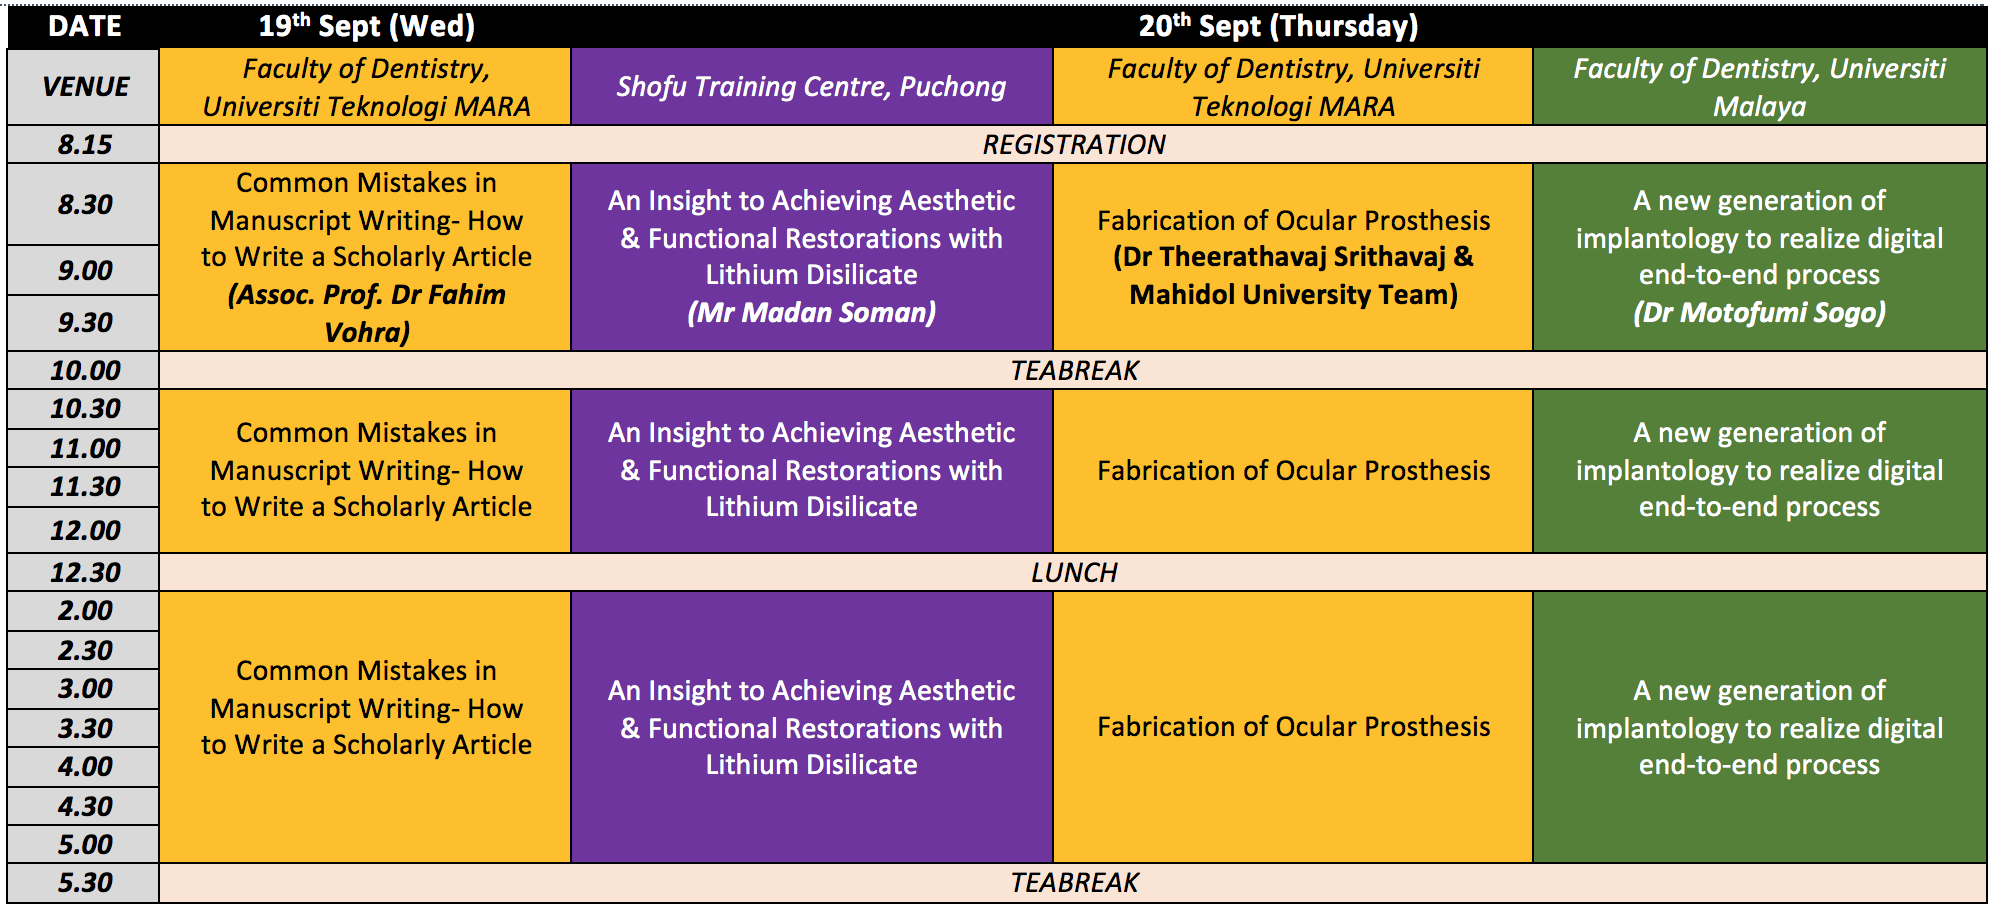 DATE 19th Sept (Wed) 20th Sept (Thursday)
VENUE
Faculty of Dentistry,
Universiti Teknologi MARA
Shofu Training Centre, Puchong
Faculty of Dentistry, Universiti
Teknologi MARA
Faculty of Dentistry, Universiti
Malaya
8.15 REGISTRATION
8.30
9.00
9.30
Common Mistakes in
Manuscript Writing- How
to Write a Scholarly Article
(Assoc. Prof. Dr Fahim
Vohra)
An Insight to Achieving Aesthetic
& Functional Restorations with
Lithium Disilicate
(Mr Madan Soman)
Fabrication of Ocular Prosthesis
(Dr Theerathavaj Srithavaj &
Mahidol University Team)
A new generation of
implantology to realize digital
end-to-end process
(Dr Motofumi Sogo)
10.00 TEABREAK
10.30
11.00
11.30
12.00
Common Mistakes in
Manuscript Writing- How
to Write a Scholarly Article
An Insight to Achieving Aesthetic
& Functional Restorations with
Lithium Disilicate
Fabrication of Ocular Prosthesis
A new generation of
implantology to realize digital
end-to-end process
12.30 LUNCH
2.00
2.30
3.00
3.30
4.00
4.30
5.00
Common Mistakes in
Manuscript Writing- How
to Write a Scholarly Article
An Insight to Achieving Aesthetic
& Functional Restorations with
Lithium Disilicate
Fabrication of Ocular Prosthesis
A new generation of
implantology to realize digital
end-to-end process
5.30 TEABREAK